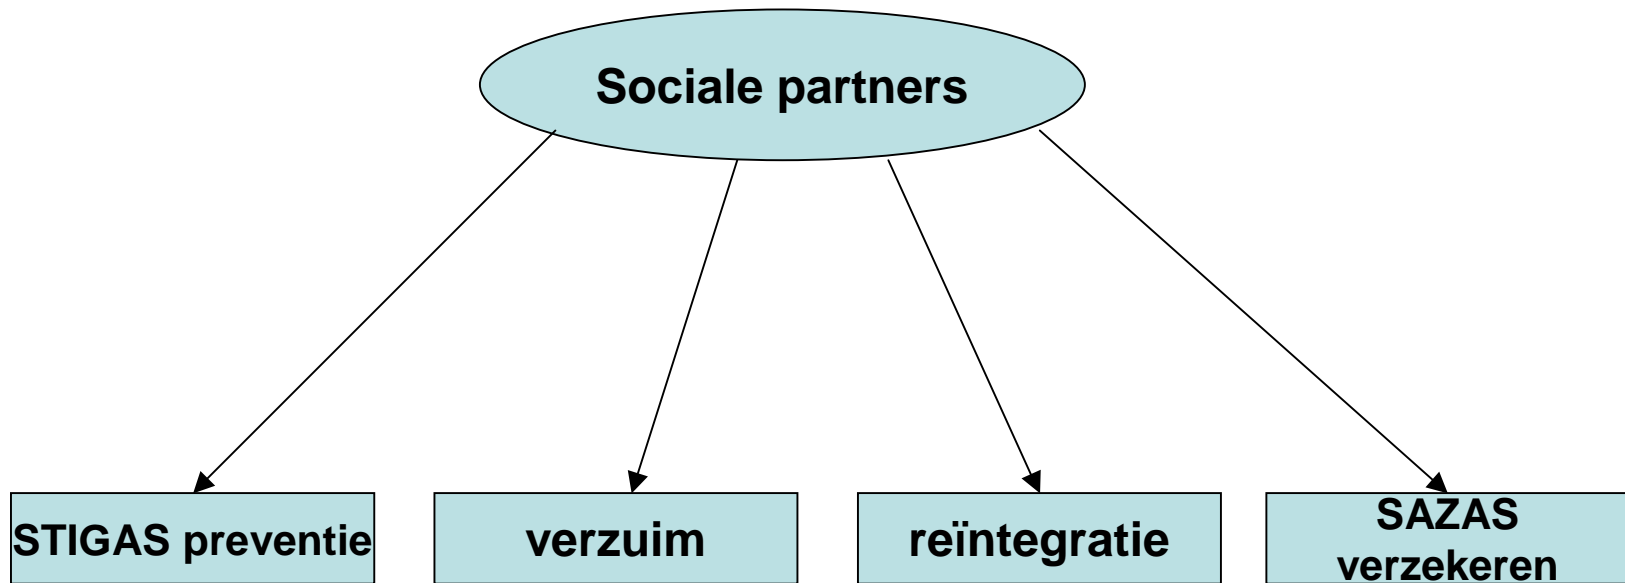 Sociale partners
STIGAS preventie
verzuim
reïntegratie
SAZAS
verzekeren